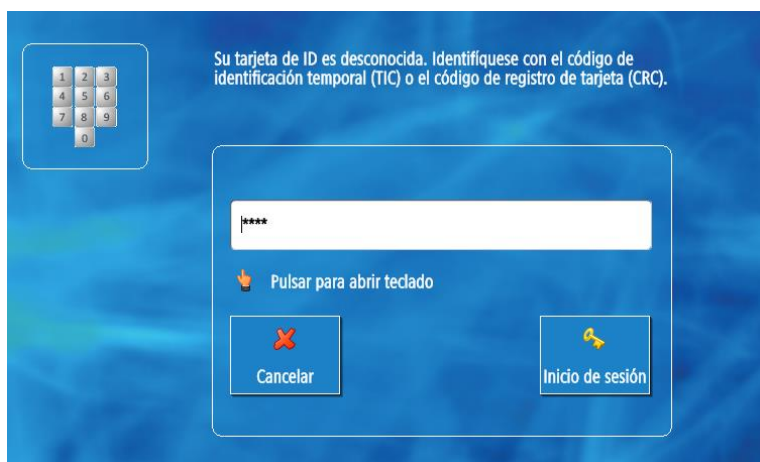 1 2 3
4 5 6
7 8 9
0
Su tarjeta de ID es desconocida. Identifíquese con el código de
identificación temporal (TIC) o el código de registro de tarjeta (CRC).
****
Pulsar para abrir teclado
Cancelar
Inicio de sesión